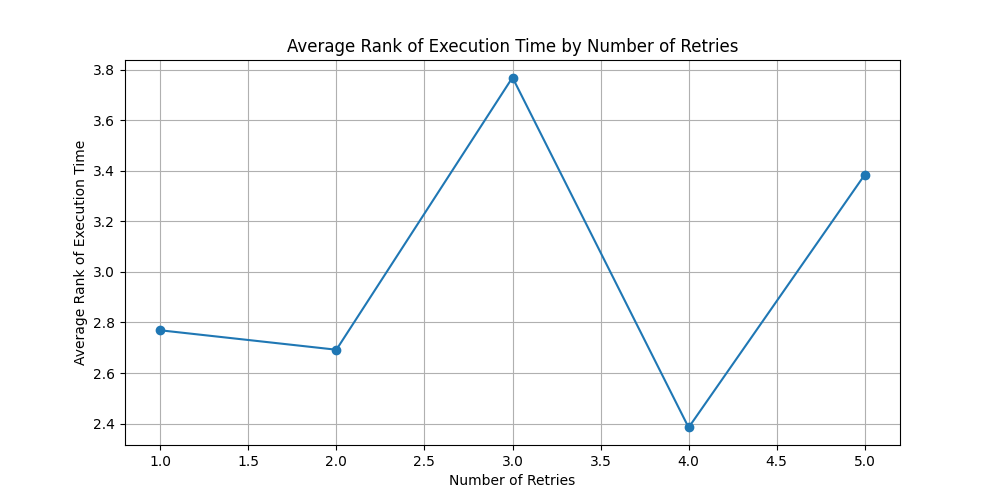 Average Rank of Execution Time by Number of Retries
Average Rank of Execution Time
3.8
3.6
3.4
3.2
3.0
2.8
2.6
2.4
1.0 1.5 2.0 2.5 3.0 3.5 4.0 4.5 5.0
Number of Retries